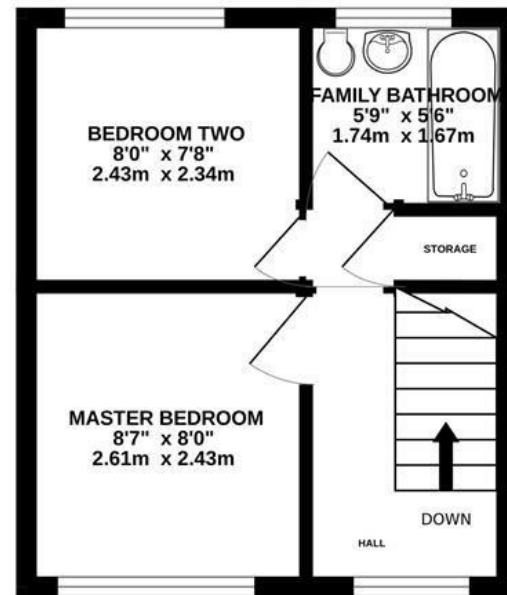 FAMILY BATHROOM
5'9" x 5'6"
1.74m x 1.67m
BEDROOM TWO
8'0" x 7'8"
2.43m x 2.34m
STORAGE
MASTER BEDROOM
8'7" x 8'0"
2.61m x 2.43m
DOWN
HALL